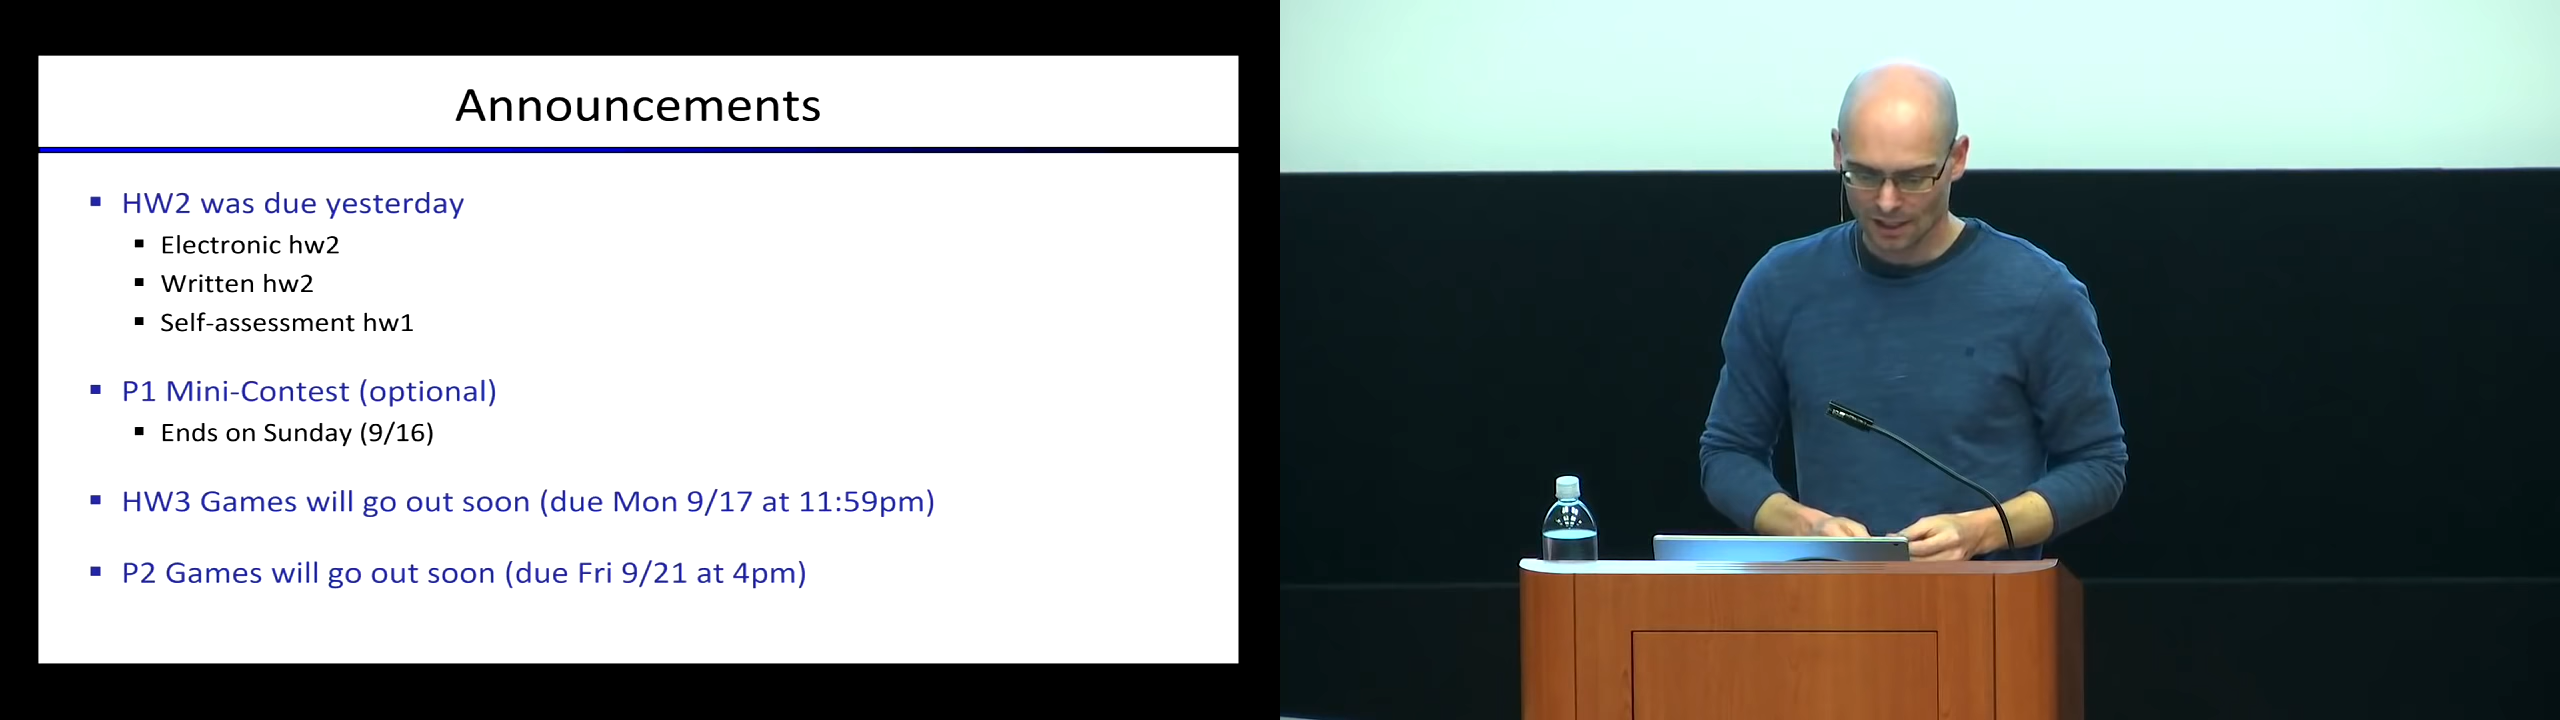 Announcements
HW2 was due yesterday
Electronic hw2
Written hw2
Self-assessment hw1
P1 Mini-Contest (optional)
Ends on Sunday (9/16)
HW3 Games will go out soon (due Mon 9/17 at 11:59pm)
P2 Games will go out soon (due Fri 9/21 at 4pm)